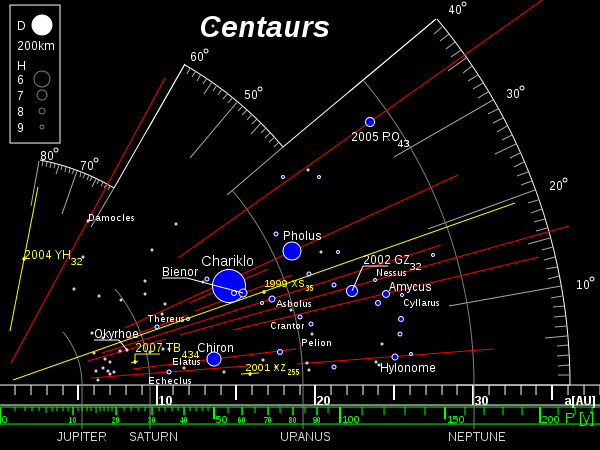 Centaurs
D
200km
H
6
7
8
9
40°
60°
50°
30°
80°
70°
20°
10°
2005 RO43
Damocles
2004 YH32
Pholus
Chariklo
2002 GZ32
Bienor
Nessus
1999 XS35
Amycus
Asbolus
Cyllarus
Thereus
Crantor
Okyrhoe
Pelion
2007 TB434
Chiron
Elatus
2001 XZ255
Hylonome
Echeclus
10
20
30
a[AU]
0 10 20 30 40 50 60 70 80 90 100 150 200 P [y]
JUPITER SATURN URANUS NEPTUNE